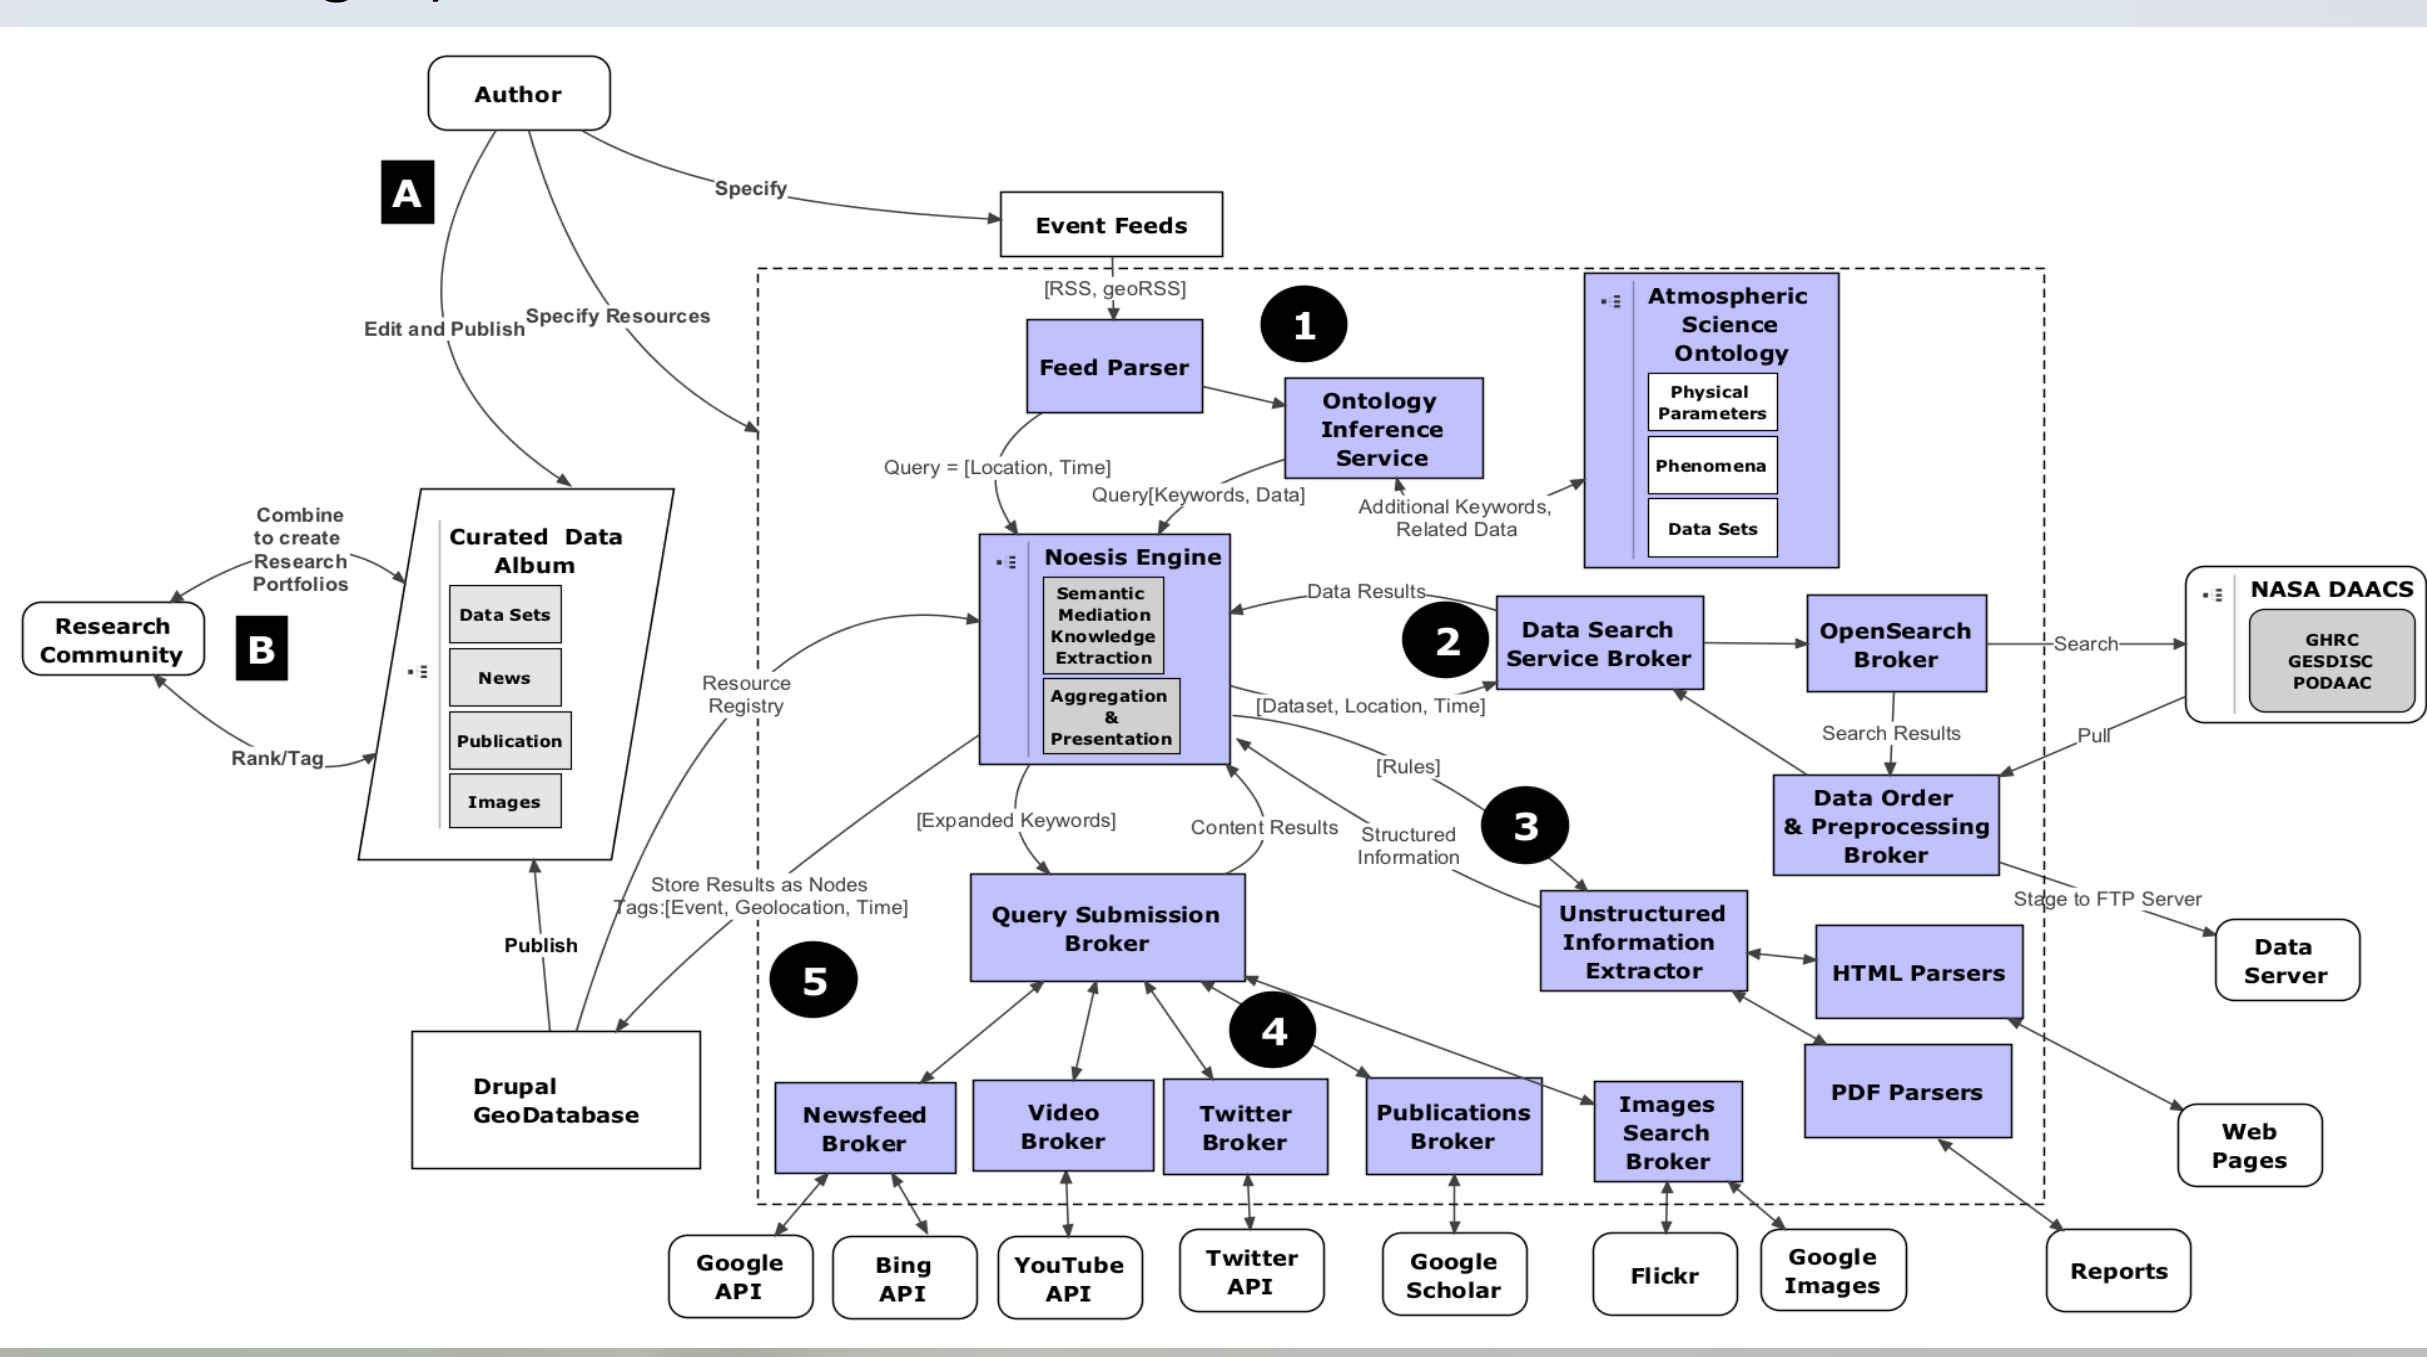 Author
A
Specify
Event Feeds
[RSS, geoRSS]
Edit and Publish
Specify Resources
1
Feed Parser
Ontology
Inference
Service
Atmospheric
Science
Ontology
Physical
Parameters
Phenomena
Data Sets
Query = [Location, Time]
Query[Keywords, Data]
Additional Keywords,
Related Data
Combine
to create
Research
Portfolios
Research
Community
B
Rank/Tag
Curated Data
Album
Data Sets
News
Publication
Images
Noesis Engine
Semantic
Mediation
Knowledge
Extraction
Aggregation
&
Presentation
Data Results
2
Data Search
Service Broker
OpenSearch
Broker
Search
NASA DAACS
GHRC
GESDISC
PODAAC
Resource
Registry
[Dataset, Location, Time]
Search Results
Pull
[Rules]
3
Data Order
& Preprocessing
Broker
[Expanded Keywords]
Content Results
Structured
Information
Store Results as Nodes
Tags:[Event, Geolocation, Time]
Stage to FTP Server
Publish
Query Submission
Broker
Unstructured
Information
Extractor
HTML Parsers
Data
Server
5
4
Drupal
GeoDatabase
Newsfeed
Broker
Video
Broker
Twitter
Broker
Publications
Broker
Images
Search
Broker
PDF Parsers
Web
Pages
Google
API
Bing
API
YouTube
API
Twitter
API
Google
Scholar
Flickr
Google
Images
Reports